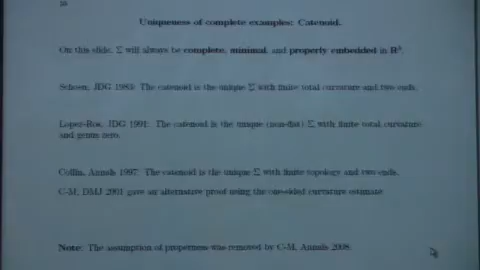 Uniqueness of complete examples: Catenoid.
On this slide, Σ will always be complete, minimal, and properly embedded in R³.
Schoen, JDG 1983: The catenoid is the unique Σ with finite total curvature and two ends.
Lopez-Ros, JDG 1991: The catenoid is the unique (non-flat) Σ with finite total curvature
and genus zero.
Collin, Annals 1997: The catenoid is the unique Σ with finite topology and two ends.
C-M, DMJ 2001 gave an alternative proof using the one-sided curvature estimate
Note: The assumption of properness was removed by C-M, Annals 2008.